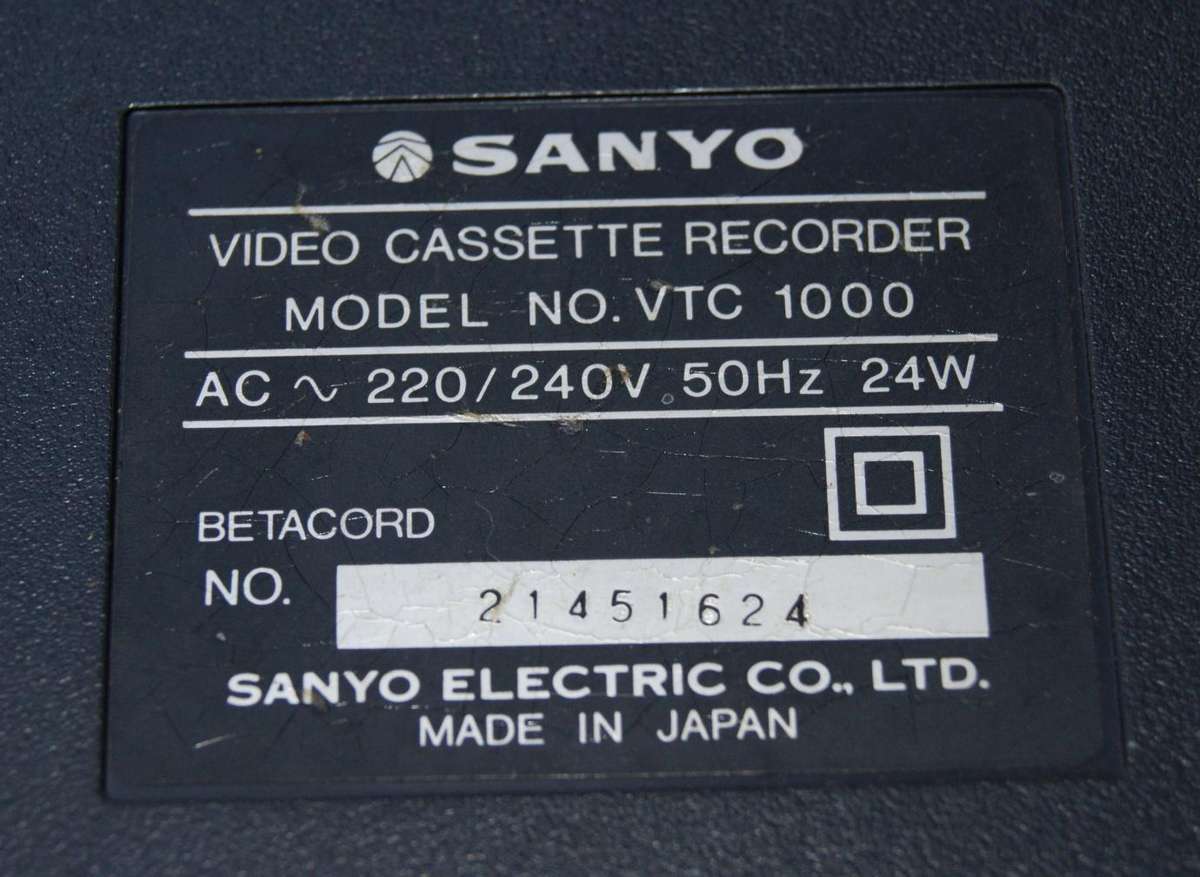 SANYO
VIDEO CASSETTE RECORDER
MODEL NO. VTC 1000
AC ∿ 220/240V 50Hz 24W
BETACORD
NO. 21451624
SANYO ELECTRIC CO., LTD.
MADE IN JAPAN